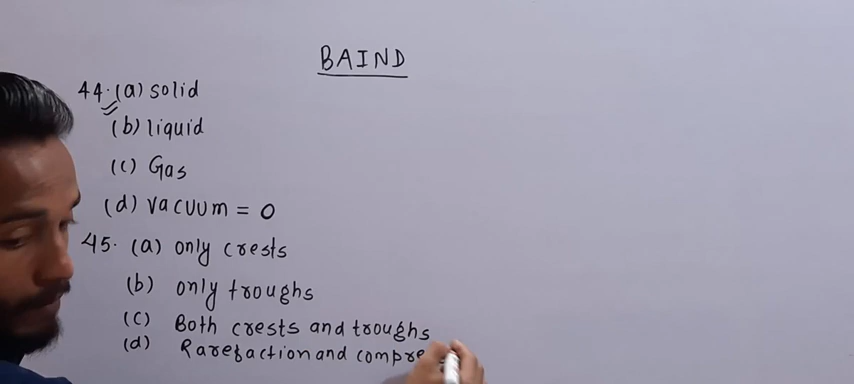 BAIND
44. (a) solid
(b) liquid
(c) Gas
(d) vacuum = 0
45. (a) only crests
(b) only troughs
(c) Both crests and troughs
(d) Rarefaction and compre